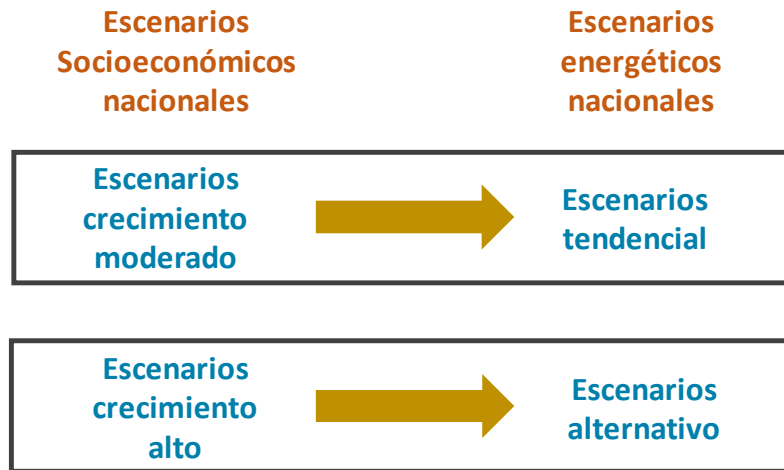 Escenarios
Socioeconómicos
nacionales
Escenarios
energéticos
nacionales
Escenarios
crecimiento
moderado
Escenarios
tendencial
Escenarios
crecimiento
alto
Escenarios
alternativo